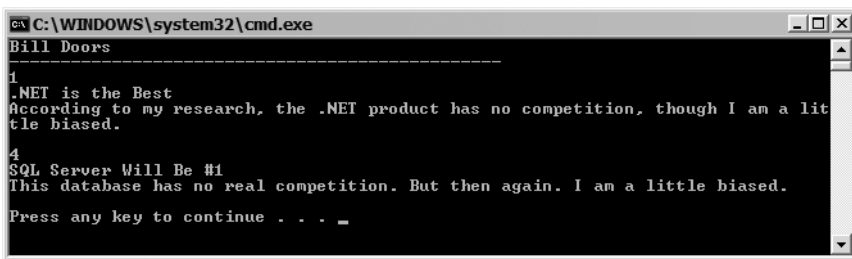 C:\WINDOWS\system32\cmd.exe
Bill Doors
------------------------------------------------
1
.NET is the Best
According to my research, the .NET product has no competition, though I am a lit
tle biased.
4
SQL Server Will Be #1
This database has no real competition. But then again. I am a little biased.
Press any key to continue . . . _